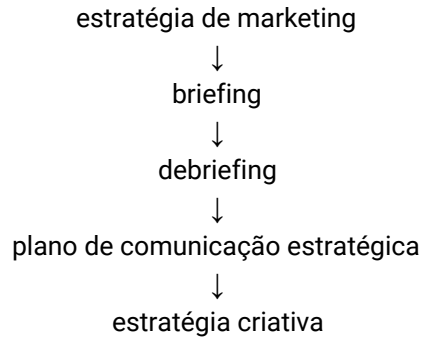 estratégia de marketing
↓
briefing
↓
debriefing
↓
plano de comunicação estratégica
↓
estratégia criativa